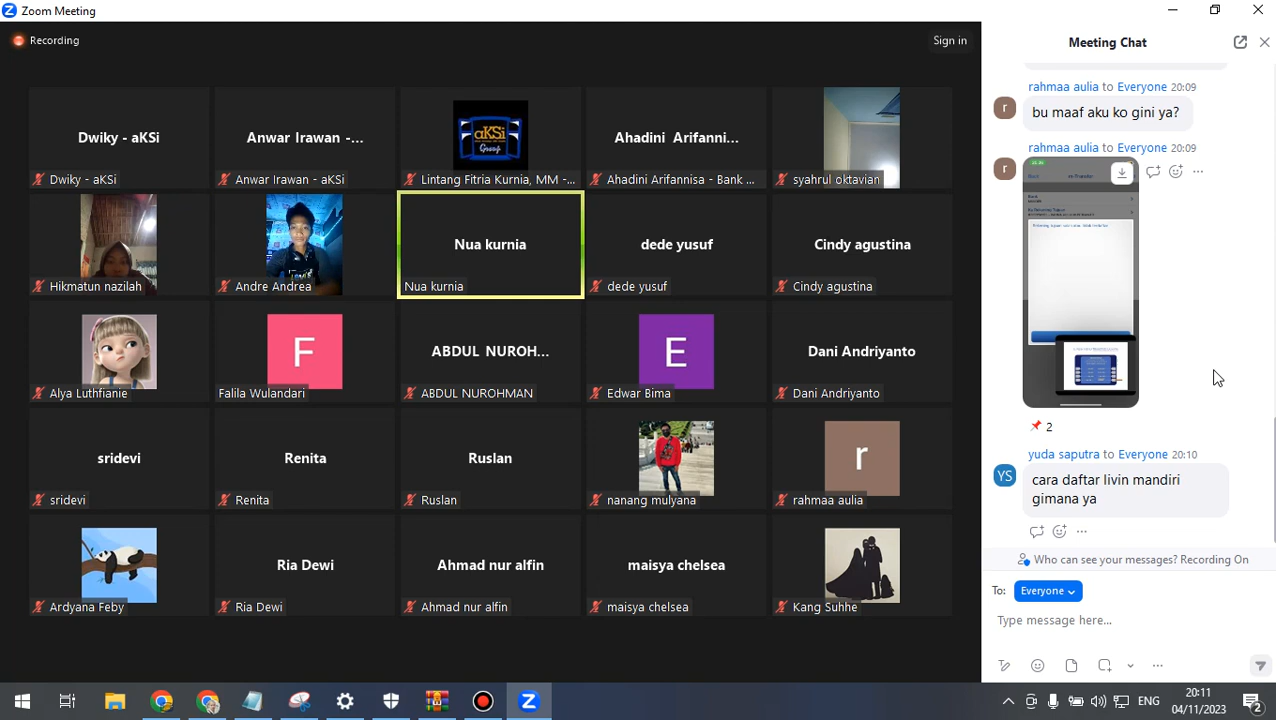 Zoom Meeting
Recording
Sign in
Dwiky - aKSi
Dwiky - aKSi
Anwar Irawan -...
aKSi
Group
Lintang Fitria Kurnia, MM -...
Ahadini Arifanni...
Ahadini Arifannisa - Bank ...
syahrul oktavian
Hikmatun nazilah
Andre Andrea
Nua kurnia
Nua kurnia
dede yusuf
dede yusuf
Cindy agustina
Cindy agustina
Alya Luthfianie
F
Falila Wulandari
ABDUL NUROH...
ABDUL NUROHMAN
E
Edwar Bima
Dani Andriyanto
Dani Andriyanto
sridevi
sridevi
Renita
Renita
Ruslan
Ruslan
nanang mulyana
r
rahmaa aulia
Ardyana Feby
Ria Dewi
Ria Dewi
Ahmad nur alfin
Ahmad nur alfin
maisya chelsea
maisya chelsea
Kang Suhhe
Meeting Chat
rahmaa aulia to Everyone 20:09
r
bu maaf aku ko gini ya?
rahmaa aulia to Everyone 20:09
r
2
yuda saputra to Everyone 20:10
YS
cara daftar livin mandiri
gimana ya
Who can see your messages? Recording On
To: Everyone
Type message here...
ENG
20:11
04/11/2023
2